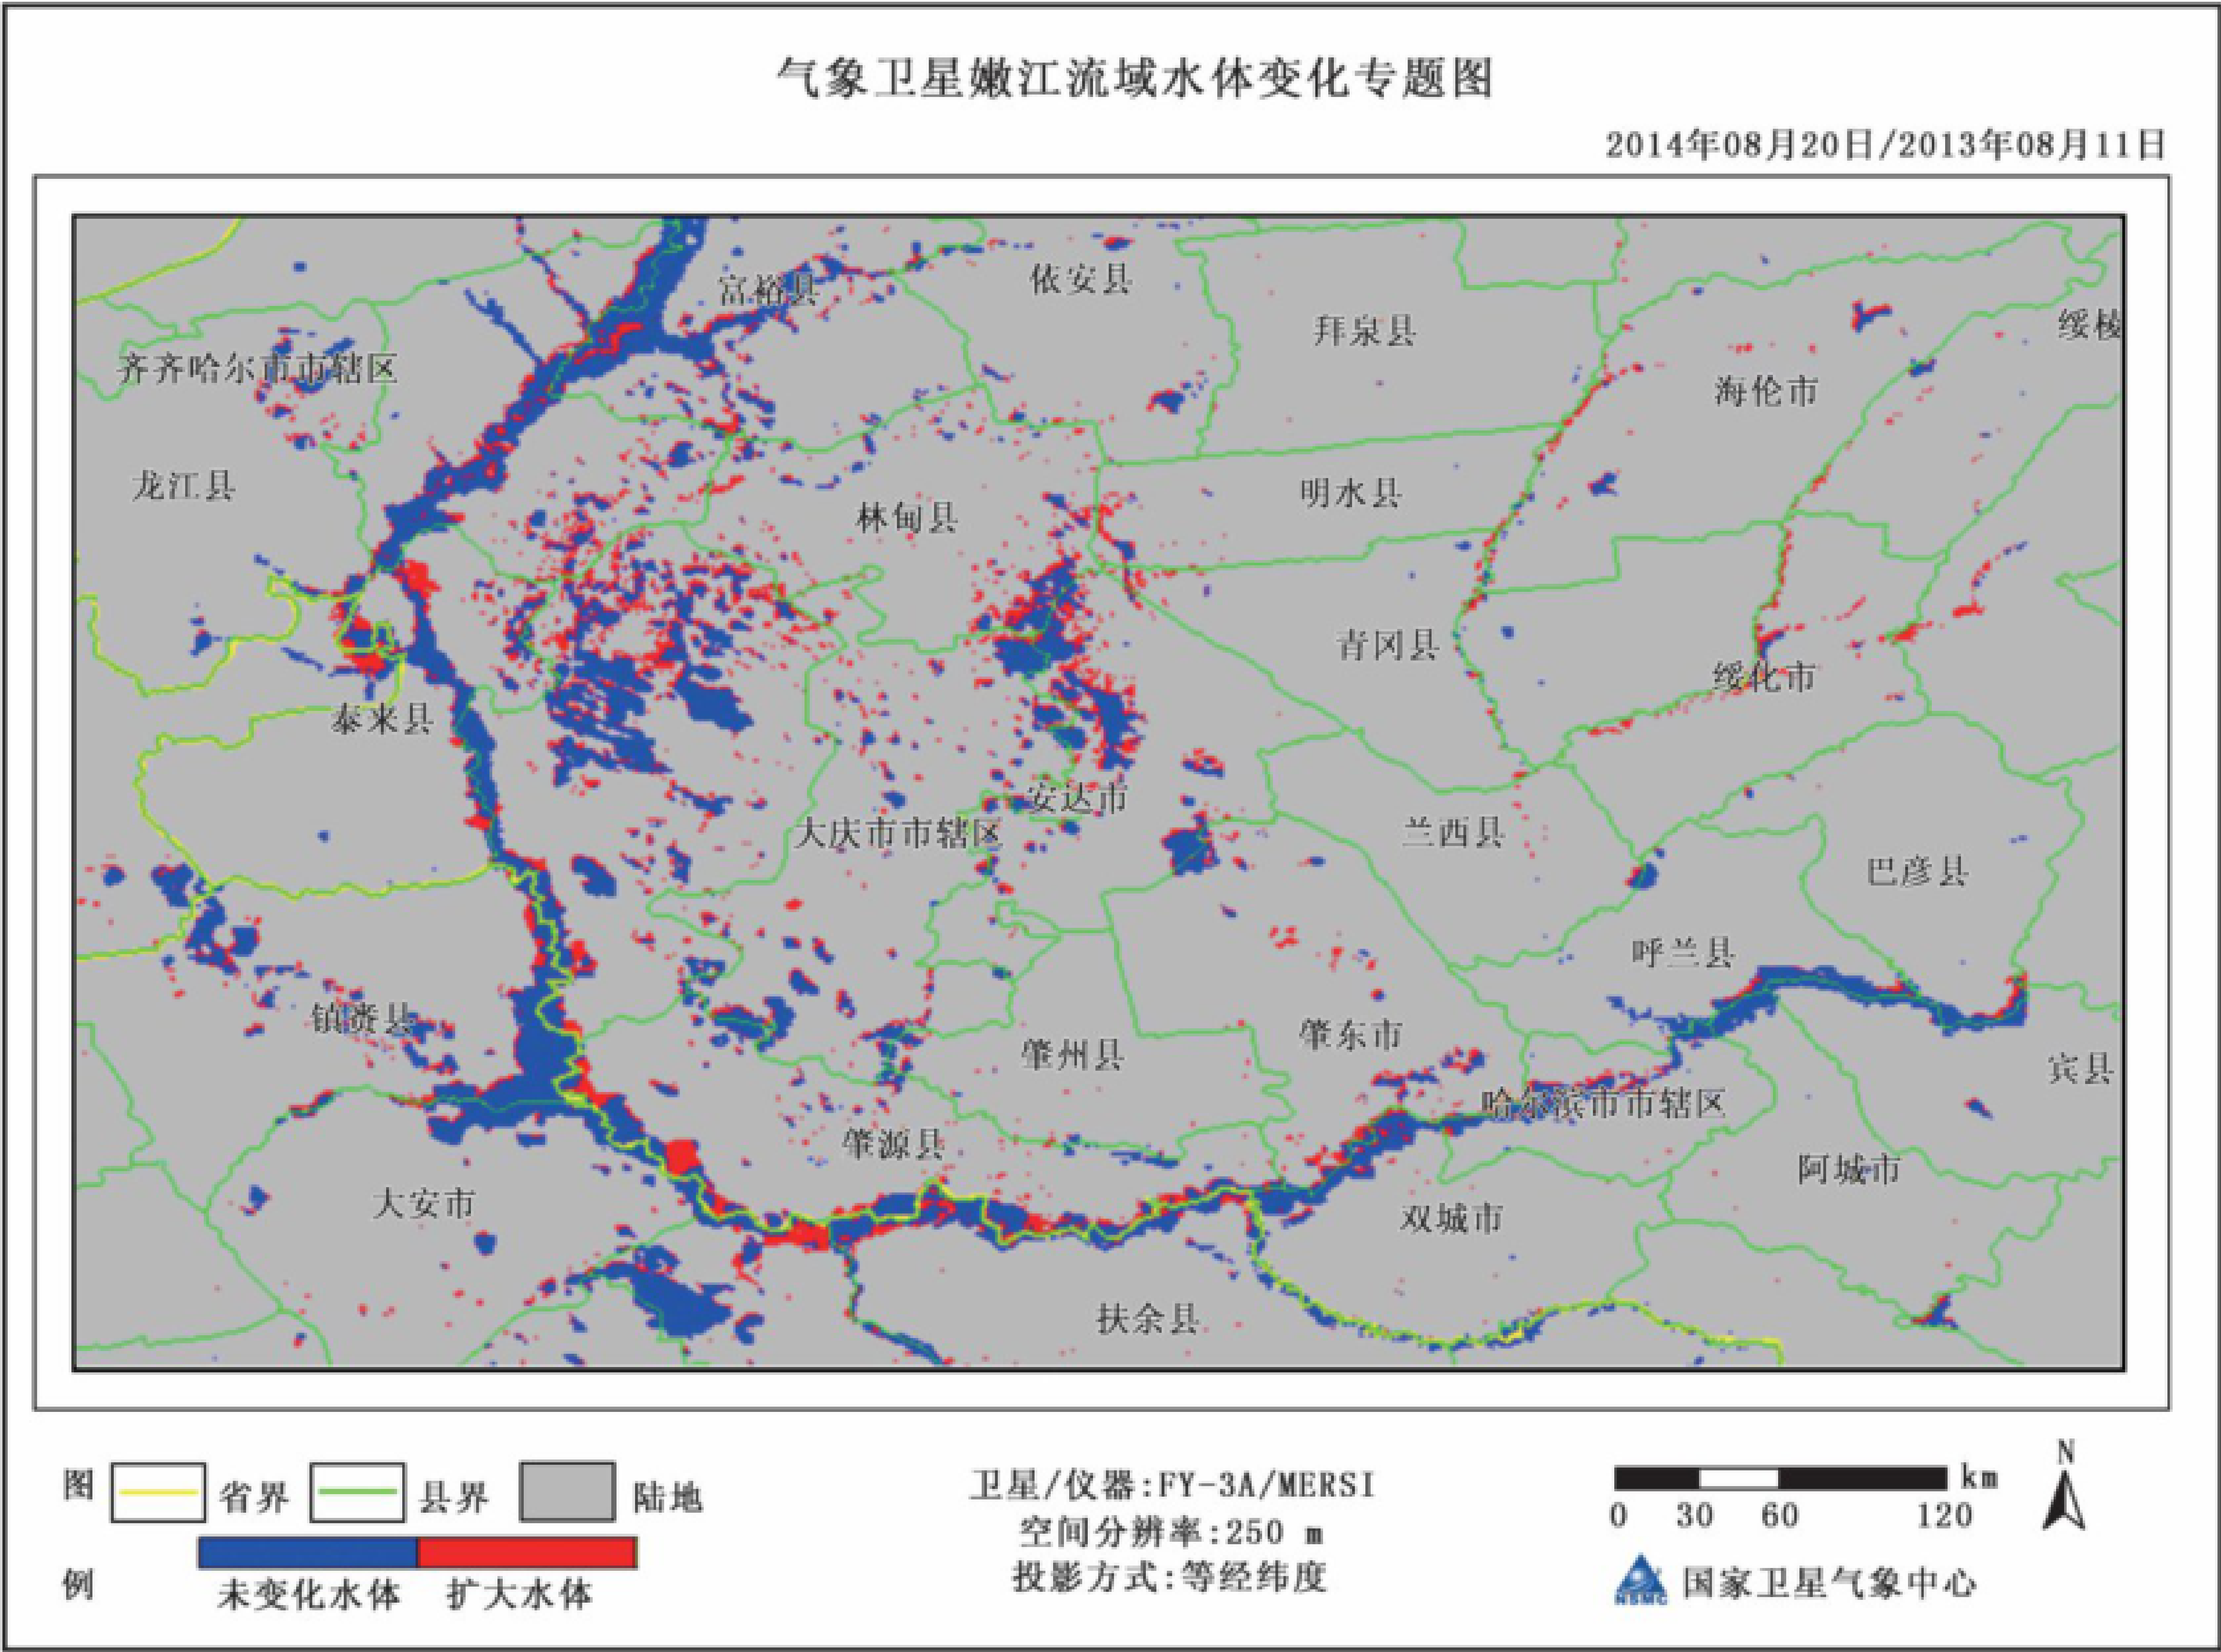 气象卫星嫩江流域水体变化专题图
2014年08月20日/2013年08月11日
富裕县
依安县
拜泉县
绥棱
齐齐哈尔市市辖区
海伦市
龙江县
明水县
林甸县
青冈县
绥化市
泰来县
安达市
大庆市市辖区
兰西县
巴彦县
呼兰县
镇赉县
肇东市
肇州县
宾县
哈尔滨市市辖区
肇源县
阿城市
大安市
双城市
扶余县
图例
省界
县界
陆地
未变化水体
扩大水体
卫星/仪器:FY-3A/MERSI
空间分辨率:250 m
投影方式:等经纬度
km
0 30 60 120
N
NSMC
国家卫星气象中心